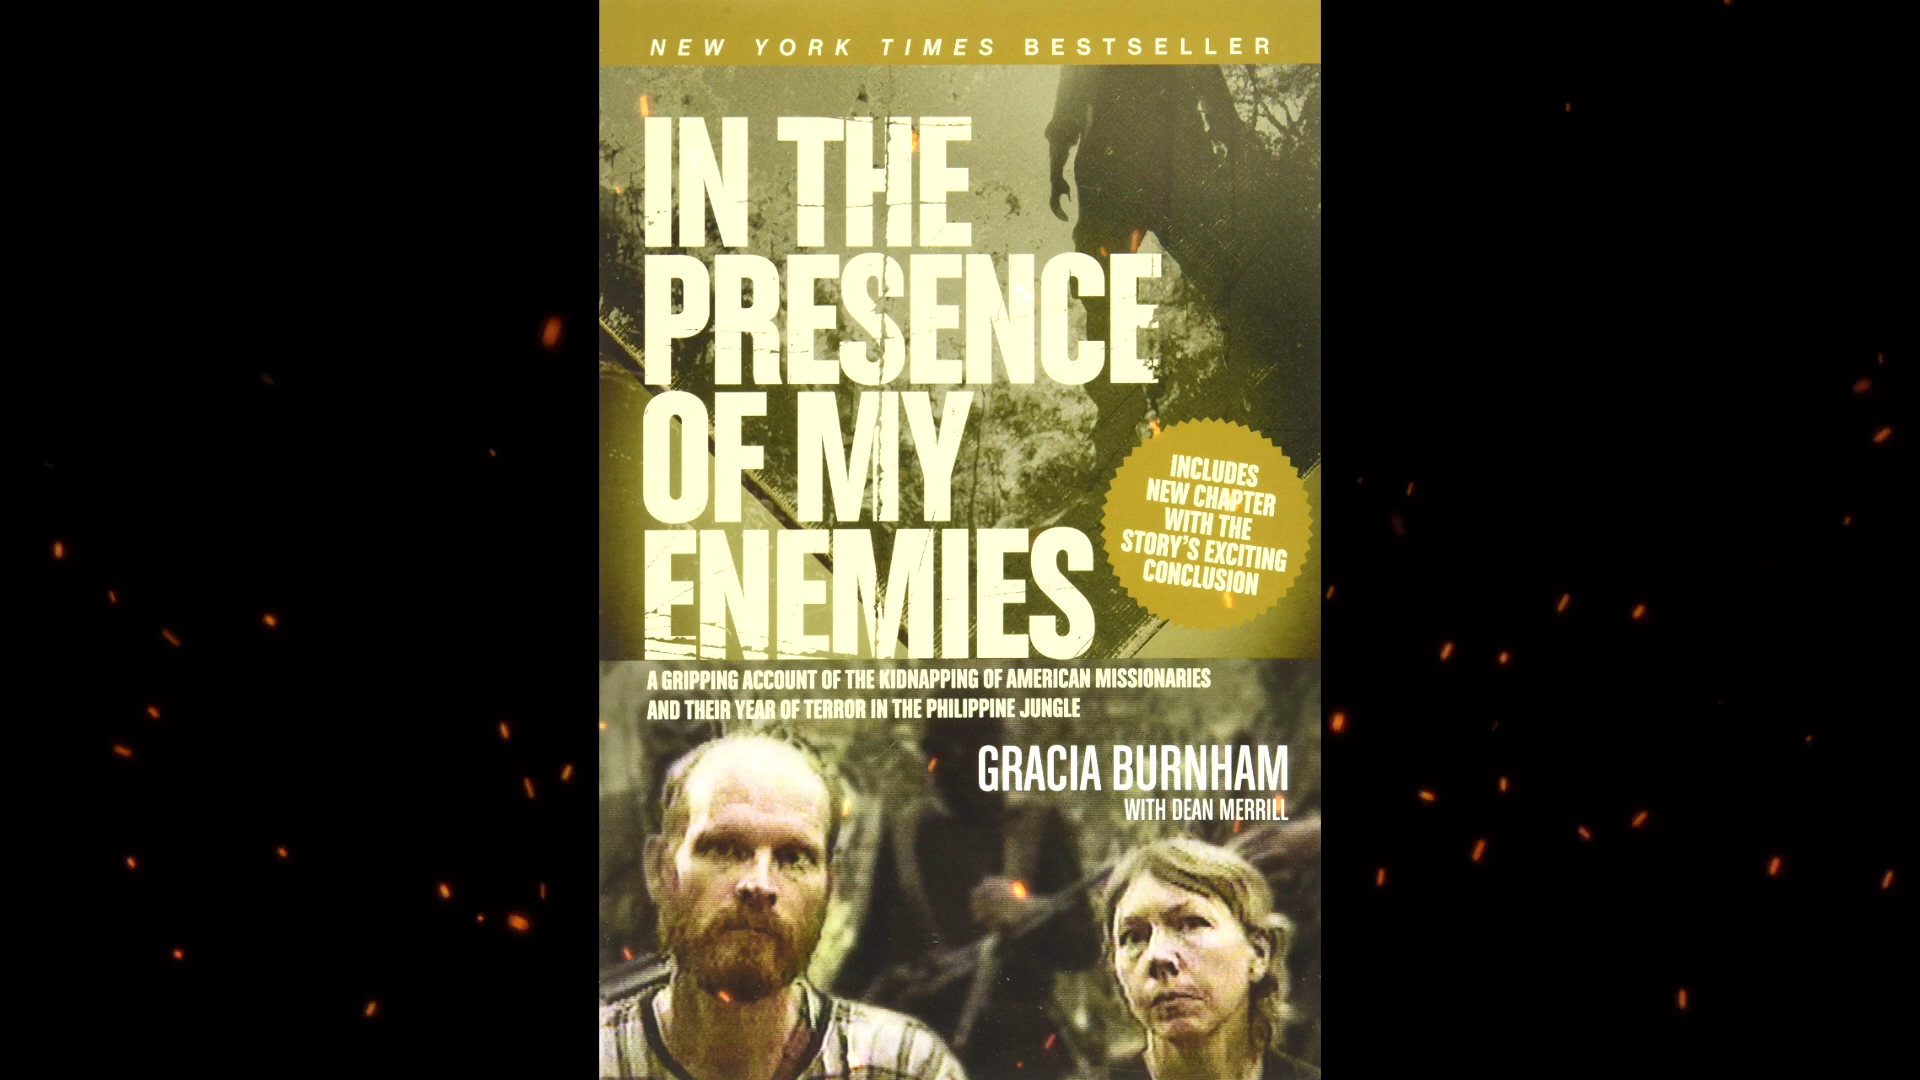 NEW YORK TIMES BESTSELLER
IN THE
PRESENCE
OF MY
ENEMIES
INCLUDES
NEW CHAPTER
WITH THE
STORY'S EXCITING
CONCLUSION
A GRIPPING ACCOUNT OF THE KIDNAPPING OF AMERICAN MISSIONARIES
AND THEIR YEAR OF TERROR IN THE PHILIPPINE JUNGLE
GRACIA BURNHAM
WITH DEAN MERRILL